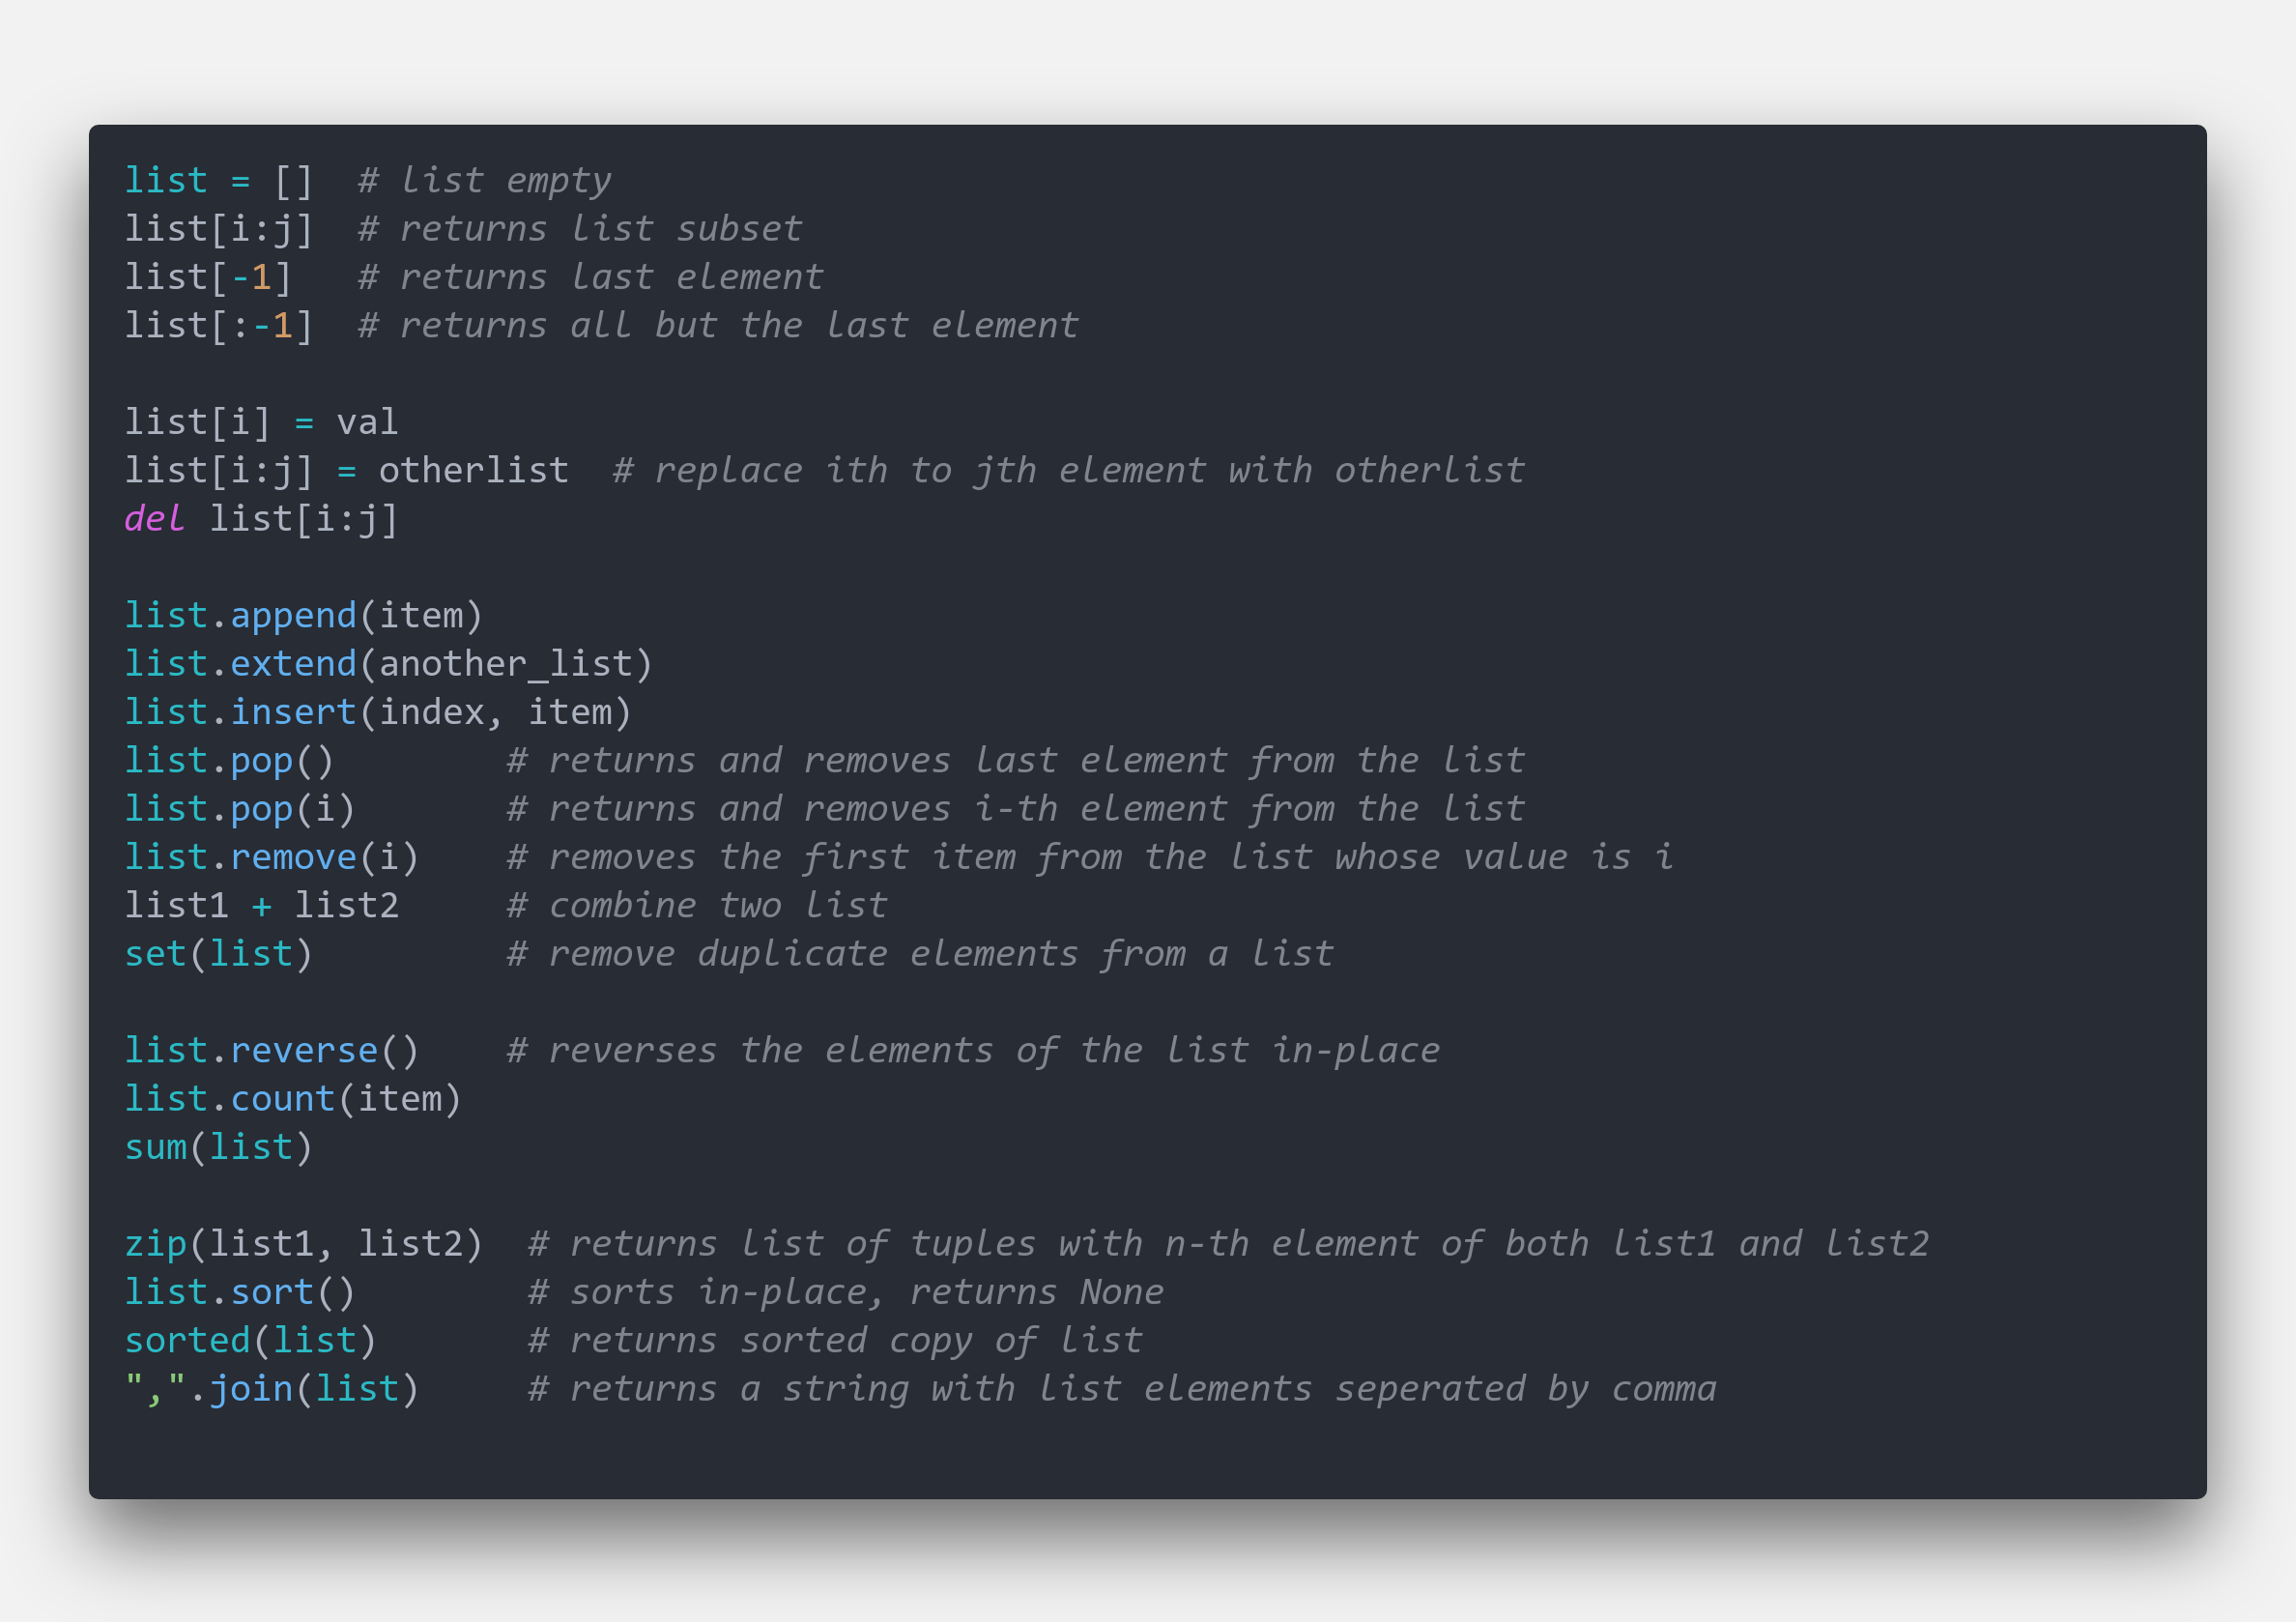 list = []  # list empty
list[i:j]  # returns list subset
list[-1]   # returns last element
list[:-1]  # returns all but the last element

list[i] = val
list[i:j] = otherlist  # replace ith to jth element with otherlist
del list[i:j]

list.append(item)
list.extend(another_list)
list.insert(index, item)
list.pop()        # returns and removes last element from the list
list.pop(i)       # returns and removes i-th element from the list
list.remove(i)    # removes the first item from the list whose value is i
list1 + list2     # combine two list
set(list)         # remove duplicate elements from a list

list.reverse()    # reverses the elements of the list in-place
list.count(item)
sum(list)

zip(list1, list2)  # returns list of tuples with n-th element of both list1 and list2
list.sort()        # sorts in-place, returns None
sorted(list)       # returns sorted copy of list
",".join(list)     # returns a string with list elements seperated by comma